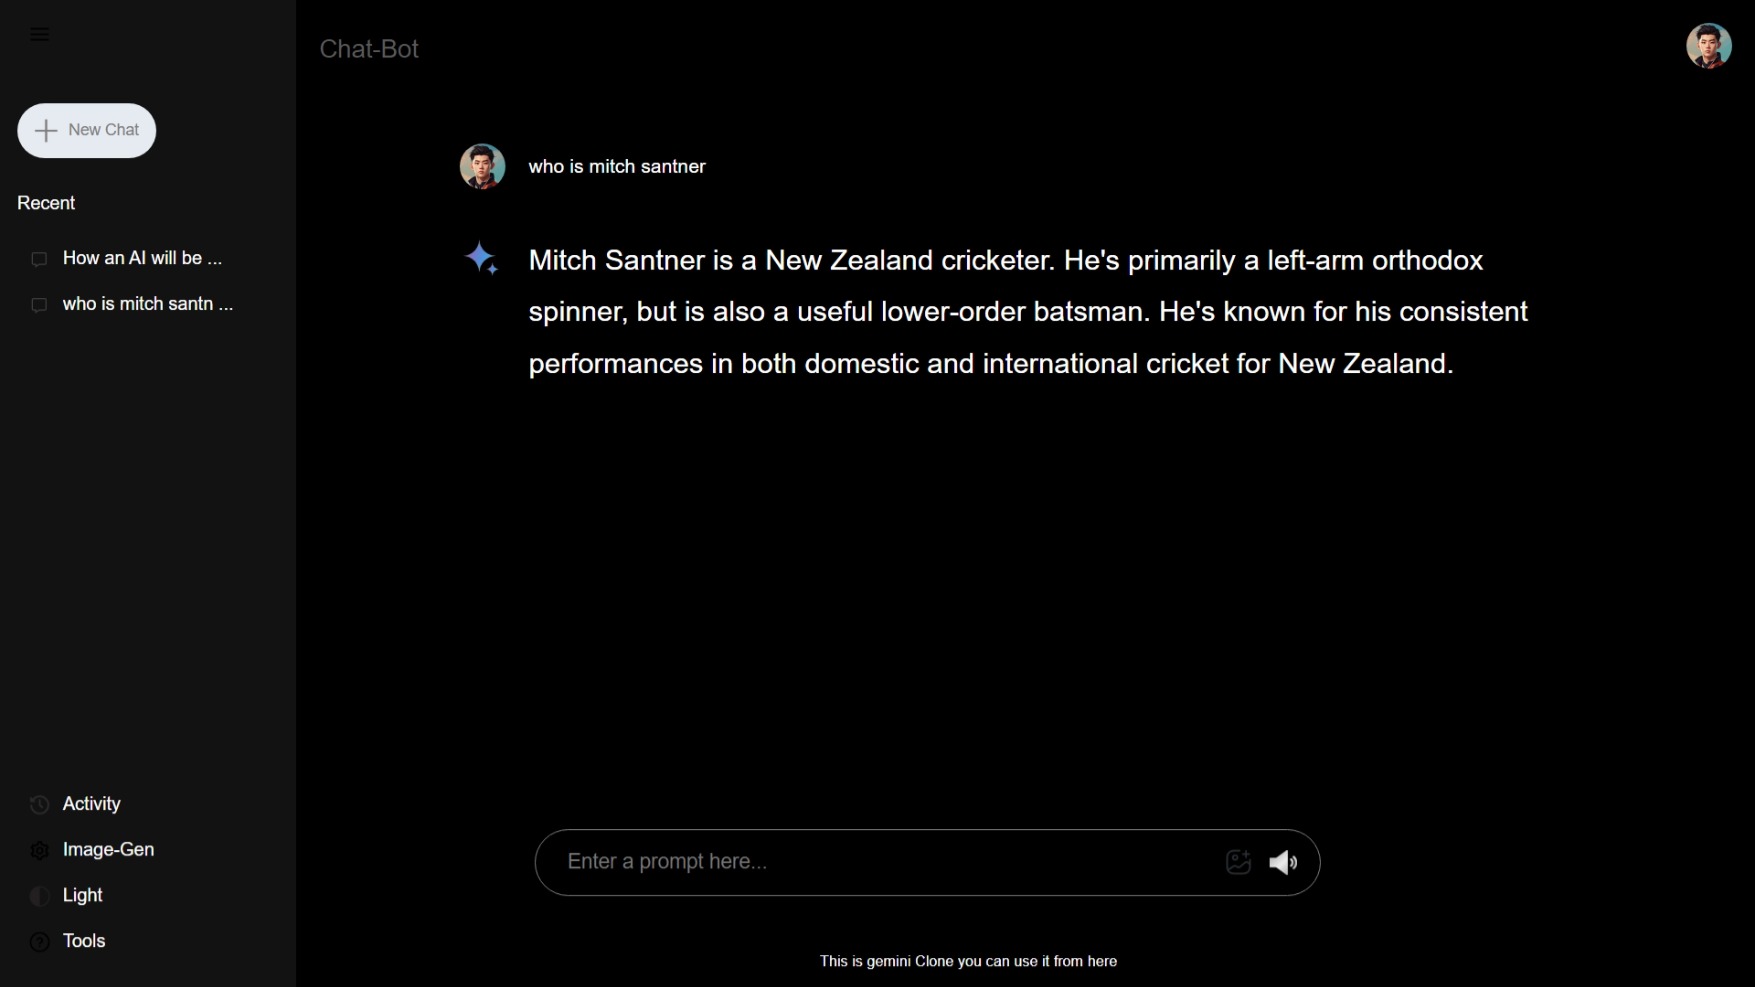 Chat-Bot
New Chat
Recent
How an AI will be ...
who is mitch santn ...
Activity
Image-Gen
Light
Tools
who is mitch santner
Mitch Santner is a New Zealand cricketer. He's primarily a left-arm orthodox
spinner, but is also a useful lower-order batsman. He's known for his consistent
performances in both domestic and international cricket for New Zealand.
Enter a prompt here...
This is gemini Clone you can use it from here